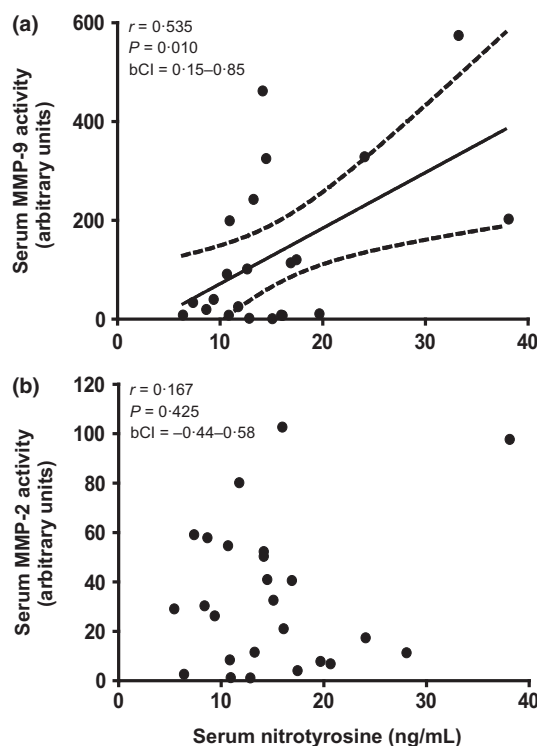 (a)
r = 0·535
P = 0·010
bCI = 0·15–0·85
Serum MMP-9 activity
(arbitrary units)
600
400
200
0
0 10 20 30 40
(b)
r = 0·167
P = 0·425
bCI = –0·44–0·58
Serum MMP-2 activity
(arbitrary units)
120
100
80
60
40
20
0
0 10 20 30 40
Serum nitrotyrosine (ng/mL)